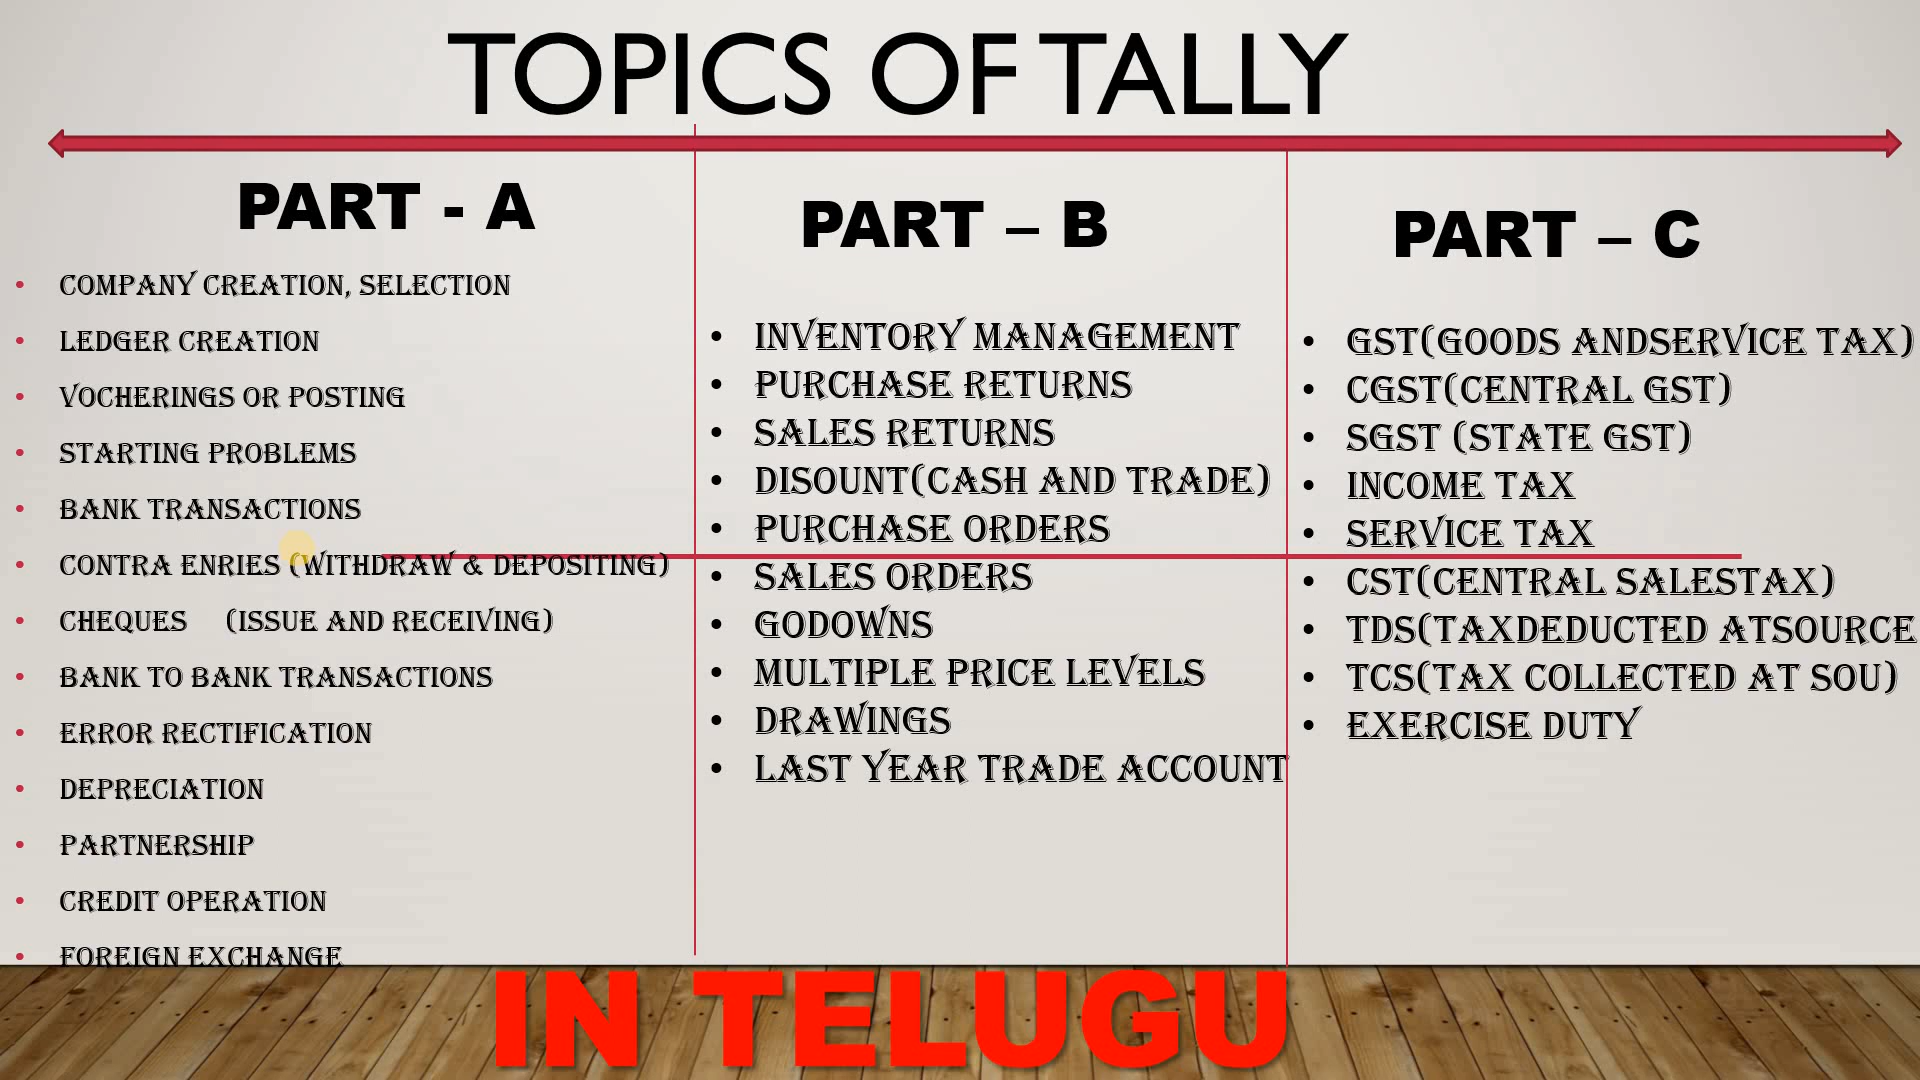 TOPICS OF TALLY
PART - A
• COMPANY CREATION, SELECTION
• LEDGER CREATION
• VOCHERINGS OR POSTING
• STARTING PROBLEMS
• BANK TRANSACTIONS
• CONTRA ENRIES (WITHDRAW & DEPOSITING)
• CHEQUES (ISSUE AND RECEIVING)
• BANK TO BANK TRANSACTIONS
• ERROR RECTIFICATION
• DEPRECIATION
• PARTNERSHIP
• CREDIT OPERATION
• FOREIGN EXCHANGE
PART – B
• INVENTORY MANAGEMENT
• PURCHASE RETURNS
• SALES RETURNS
• DISOUNT(CASH AND TRADE)
• PURCHASE ORDERS
• SALES ORDERS
• GODOWNS
• MULTIPLE PRICE LEVELS
• DRAWINGS
• LAST YEAR TRADE ACCOUNT
PART – C
• GST(GOODS ANDSERVICE TAX)
• CGST(CENTRAL GST)
• SGST (STATE GST)
• INCOME TAX
• SERVICE TAX
• CST(CENTRAL SALESTAX)
• TDS(TAXDEDUCTED ATSOURCE
• TCS(TAX COLLECTED AT SOU)
• EXERCISE DUTY
IN TELUGU